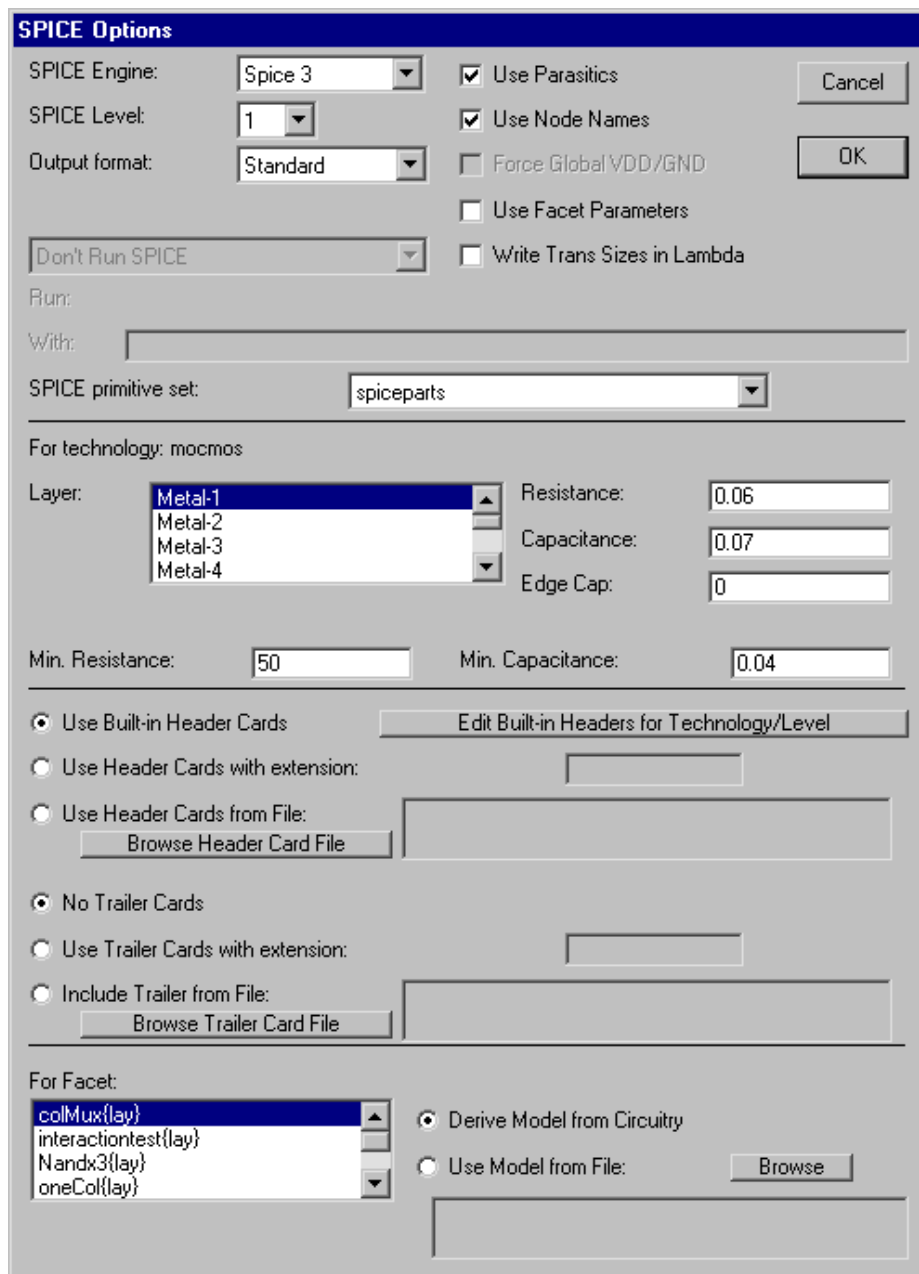 SPICE Options
SPICE Engine: Spice 3 Use Parasitics Cancel
SPICE Level: 1 Use Node Names
Output format: Standard Force Global VDD/GND OK
Use Facet Parameters
Don't Run SPICE Write Trans Sizes in Lambda
Run:
With:
SPICE primitive set: spiceparts
For technology: mocmos
Layer: Metal-1 Resistance: 0.06
Metal-2
Metal-3 Capacitance: 0.07
Metal-4 Edge Cap: 0
Min. Resistance: 50 Min. Capacitance: 0.04
Use Built-in Header Cards Edit Built-in Headers for Technology/Level
Use Header Cards with extension:
Use Header Cards from File:
Browse Header Card File
No Trailer Cards
Use Trailer Cards with extension:
Include Trailer from File:
Browse Trailer Card File
For Facet:
colMux{lay} Derive Model from Circuitry
interactiontest{lay}
Nandx3{lay} Use Model from File: Browse
oneCol{lay}